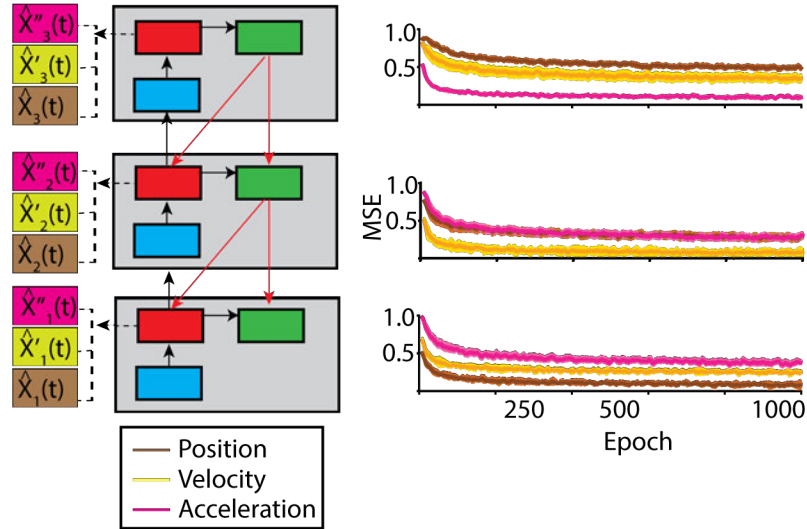 X̂″₃(t)
X̂′₃(t)
X̂₃(t)
X̂″₂(t)
X̂′₂(t)
X̂₂(t)
X̂″₁(t)
X̂′₁(t)
X̂₁(t)
Position
Velocity
Acceleration
1.0
0.5
1.0
0.5
1.0
0.5
MSE
250 500 1000
Epoch